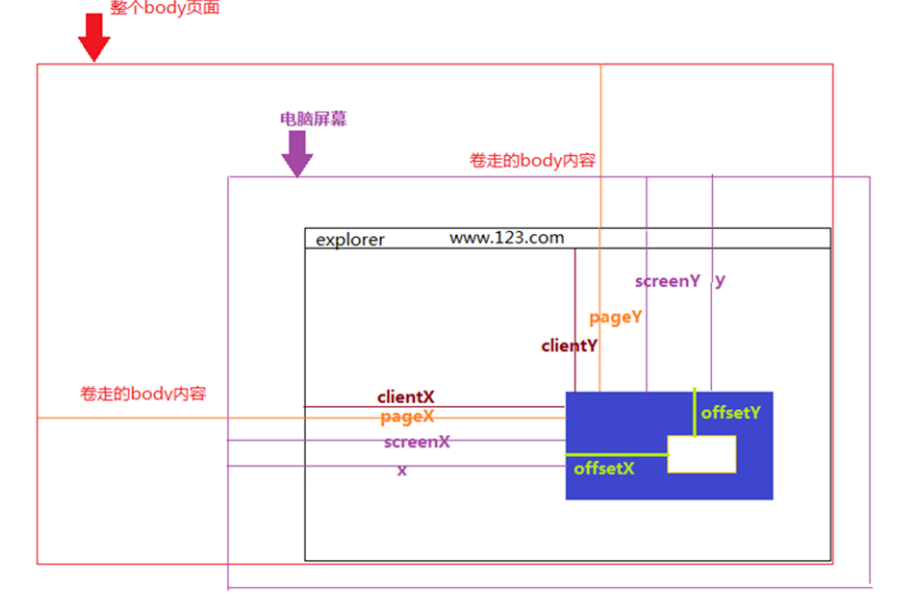 整个body页面
电脑屏幕
卷走的body内容
explorer
www.123.com
screenY
y
pageY
clientY
卷走的body内容
clientX
pageX
screenX
x
offsetY
offsetX